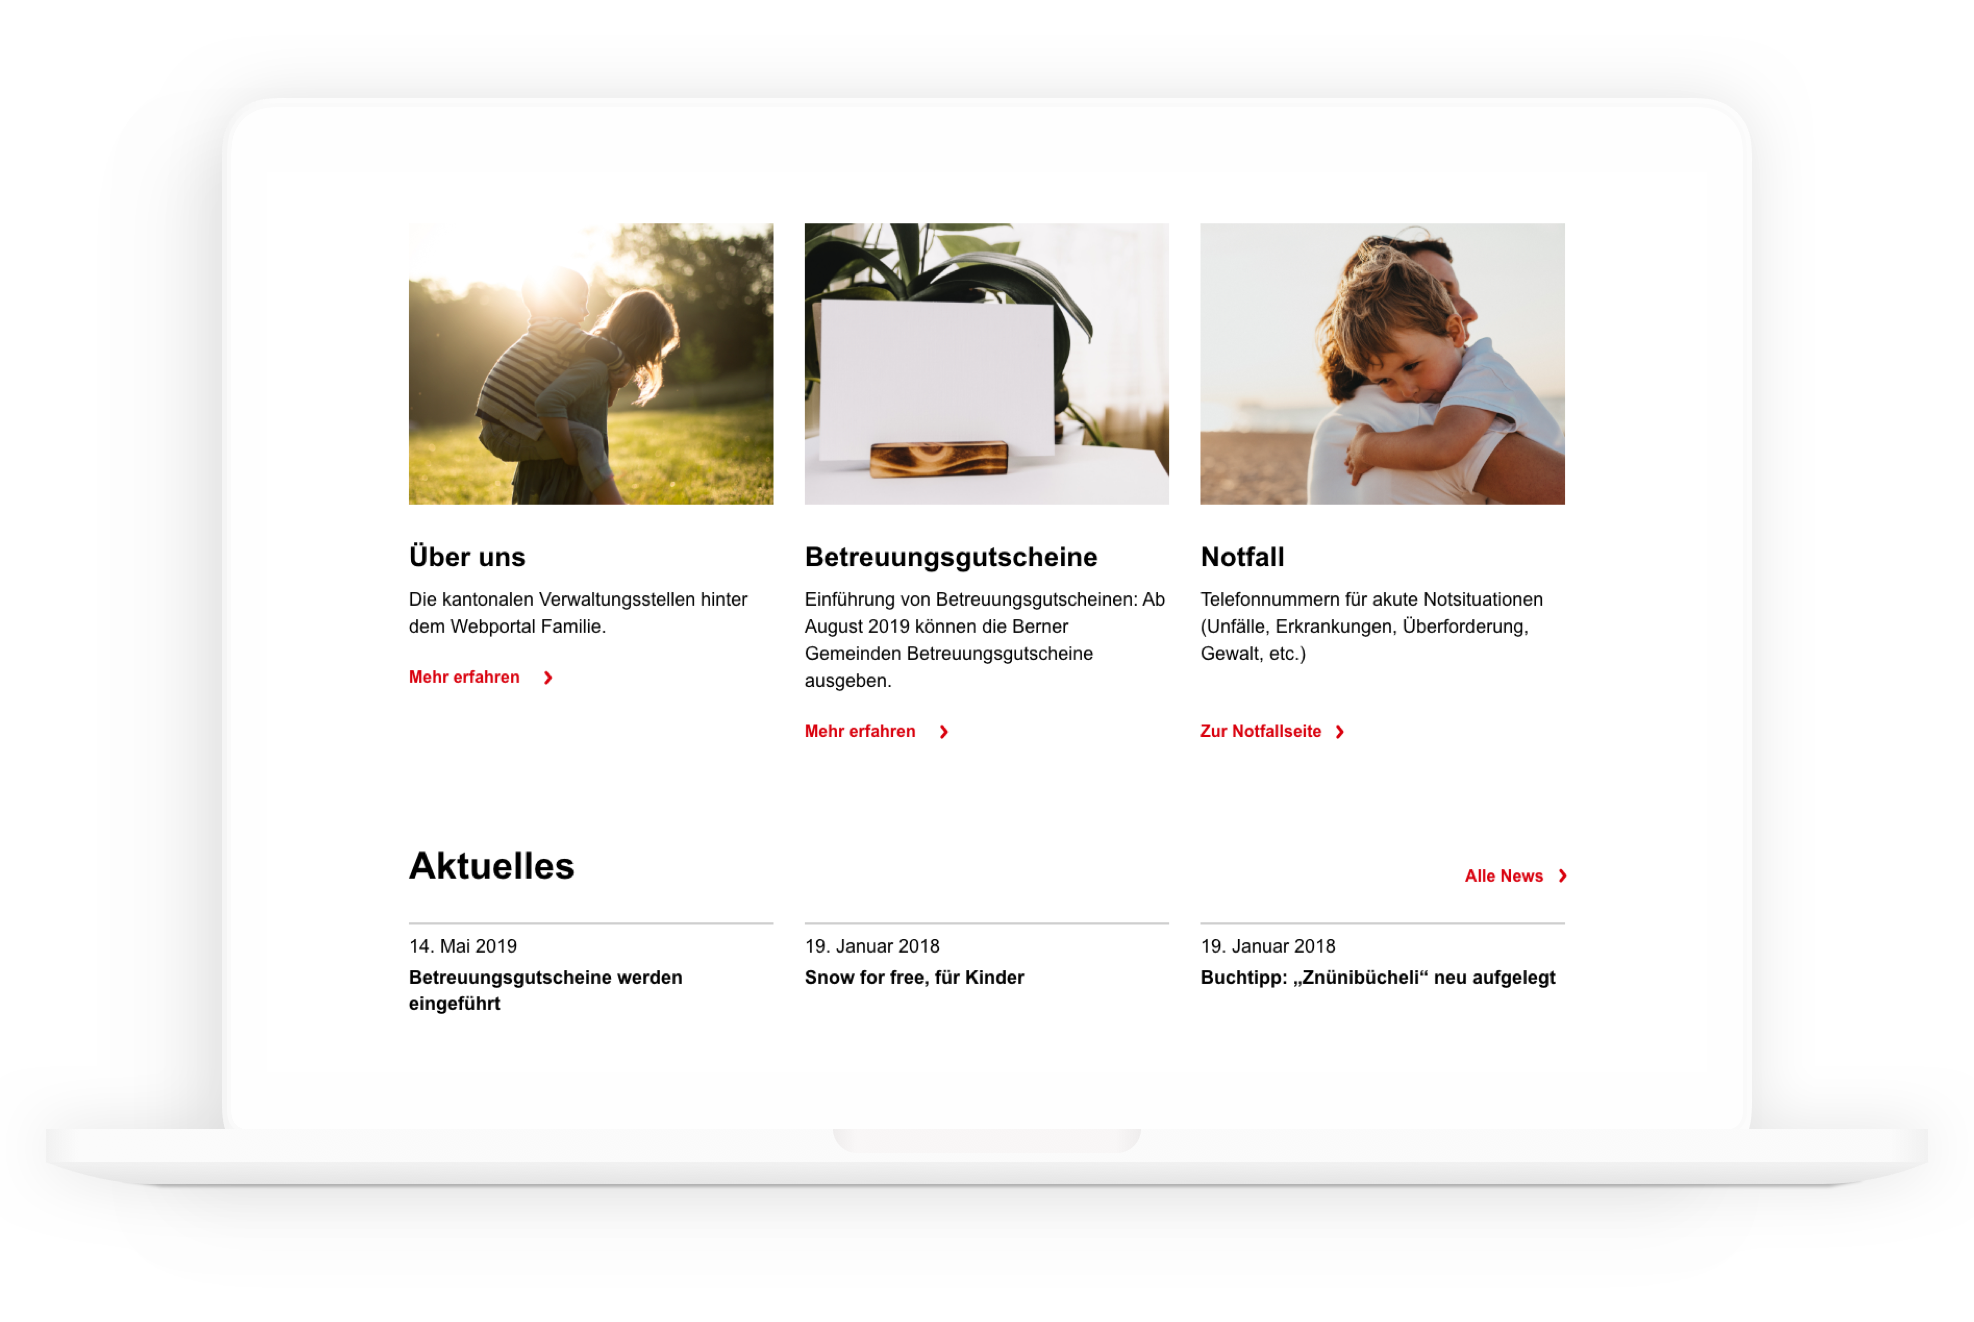 Über uns
Die kantonalen Verwaltungsstellen hinter
dem Webportal Familie.
Mehr erfahren
Betreuungsgutscheine
Einführung von Betreuungsgutscheinen: Ab
August 2019 können die Berner
Gemeinden Betreuungsgutscheine
ausgeben.
Mehr erfahren
Notfall
Telefonnummern für akute Notsituationen
(Unfälle, Erkrankungen, Überforderung,
Gewalt, etc.)
Zur Notfallseite
Aktuelles
Alle News
14. Mai 2019
Betreuungsgutscheine werden
eingeführt
19. Januar 2018
Snow for free, für Kinder
19. Januar 2018
Buchtipp: „Znünibücheli“ neu aufgelegt